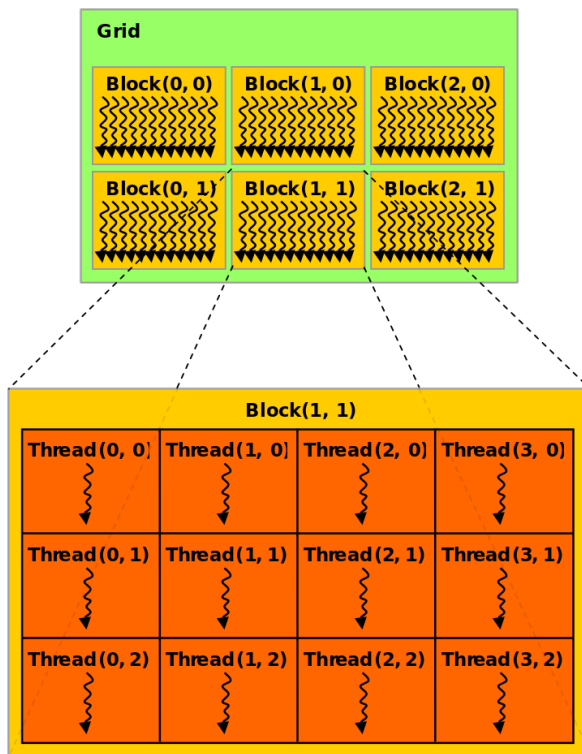 Grid
Block(0, 0) Block(1, 0) Block(2, 0)
Block(0, 1) Block(1, 1) Block(2, 1)
Block(1, 1)
Thread(0, 0) Thread(1, 0) Thread(2, 0) Thread(3, 0)
Thread(0, 1) Thread(1, 1) Thread(2, 1) Thread(3, 1)
Thread(0, 2) Thread(1, 2) Thread(2, 2) Thread(3, 2)